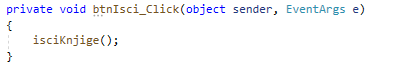 private void btnIsci_Click(object sender, EventArgs e)
{
isciKnjige();
}